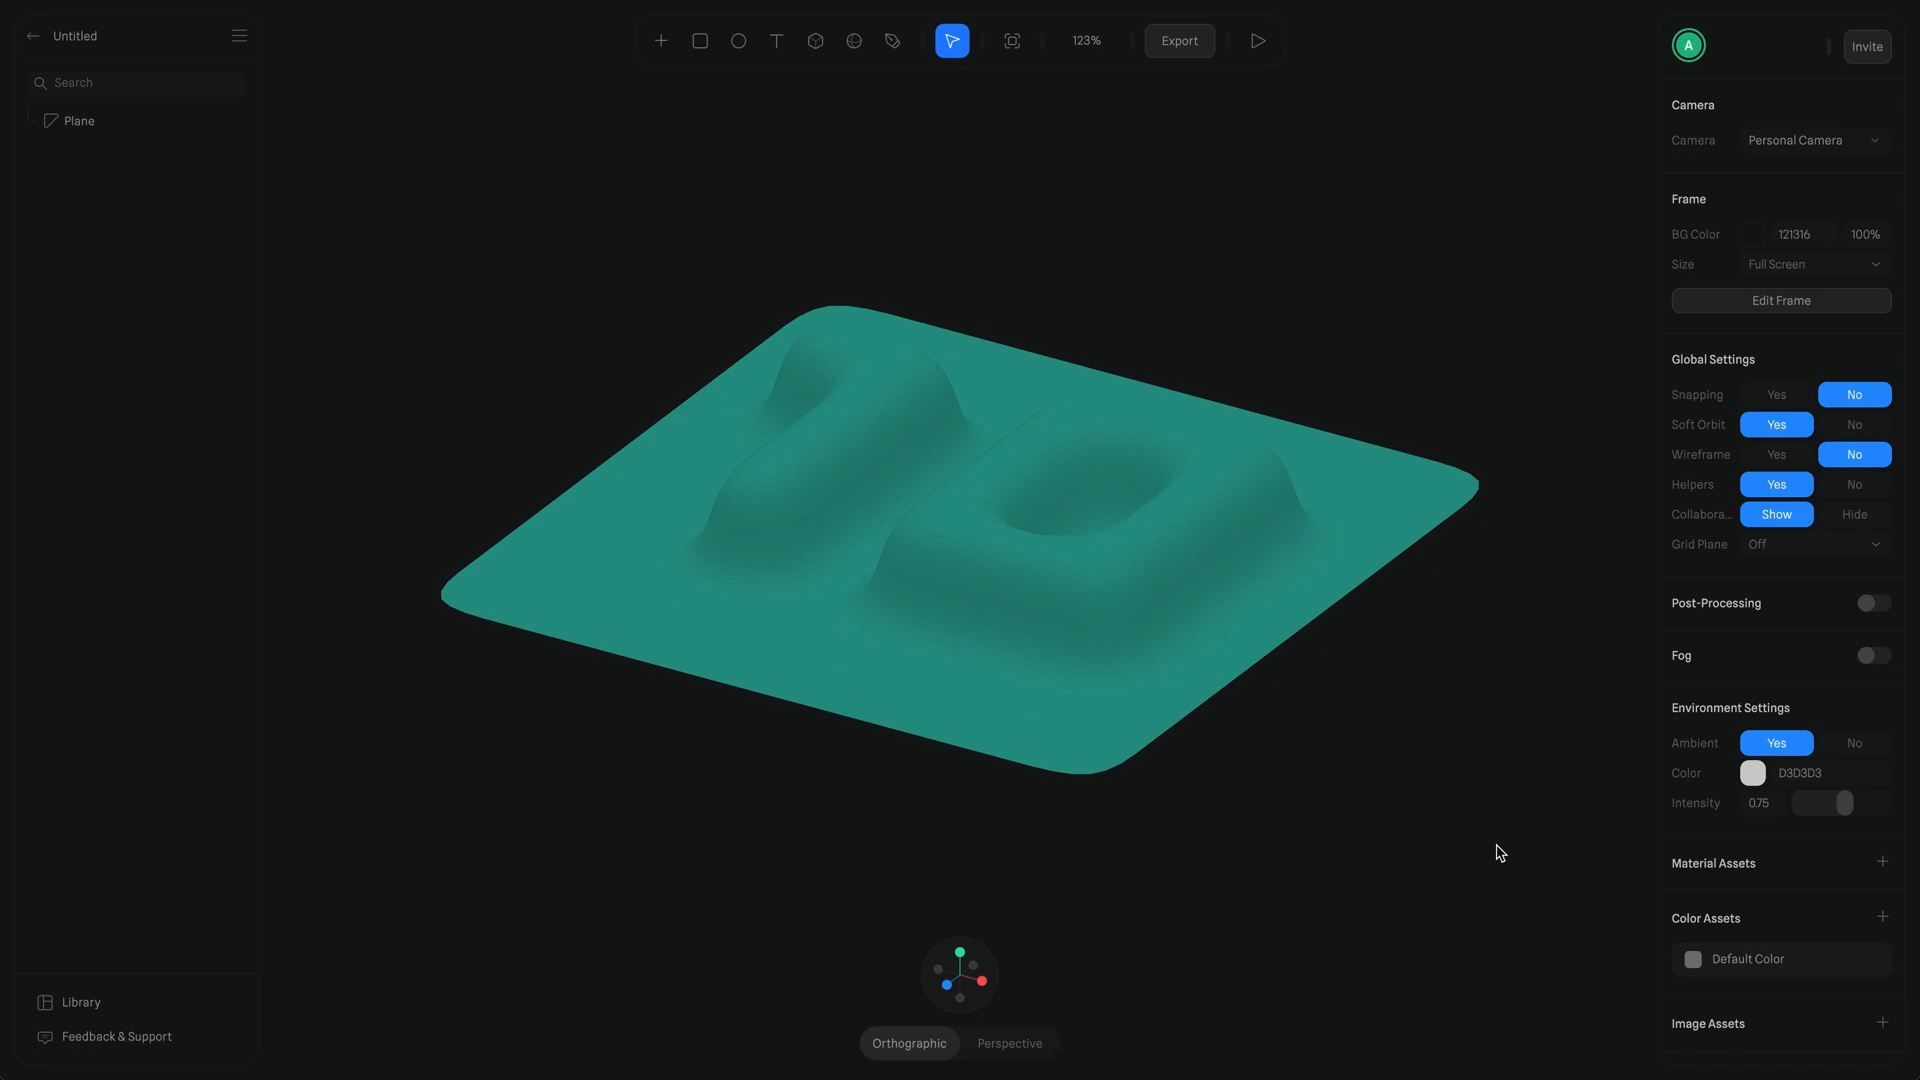 Untitled
Search
Plane
Library
Feedback & Support
123%
Export
Orthographic
Perspective
A
Invite
Camera
Camera Personal Camera
Frame
BG Color 121316 100%
Size Full Screen
Edit Frame
Global Settings
Snapping Yes No
Soft Orbit Yes No
Wireframe Yes No
Helpers Yes No
Collabora... Show Hide
Grid Plane Off
Post-Processing
Fog
Environment Settings
Ambient Yes No
Color D3D3D3
Intensity 0.75
Material Assets
Color Assets
Default Color
Image Assets